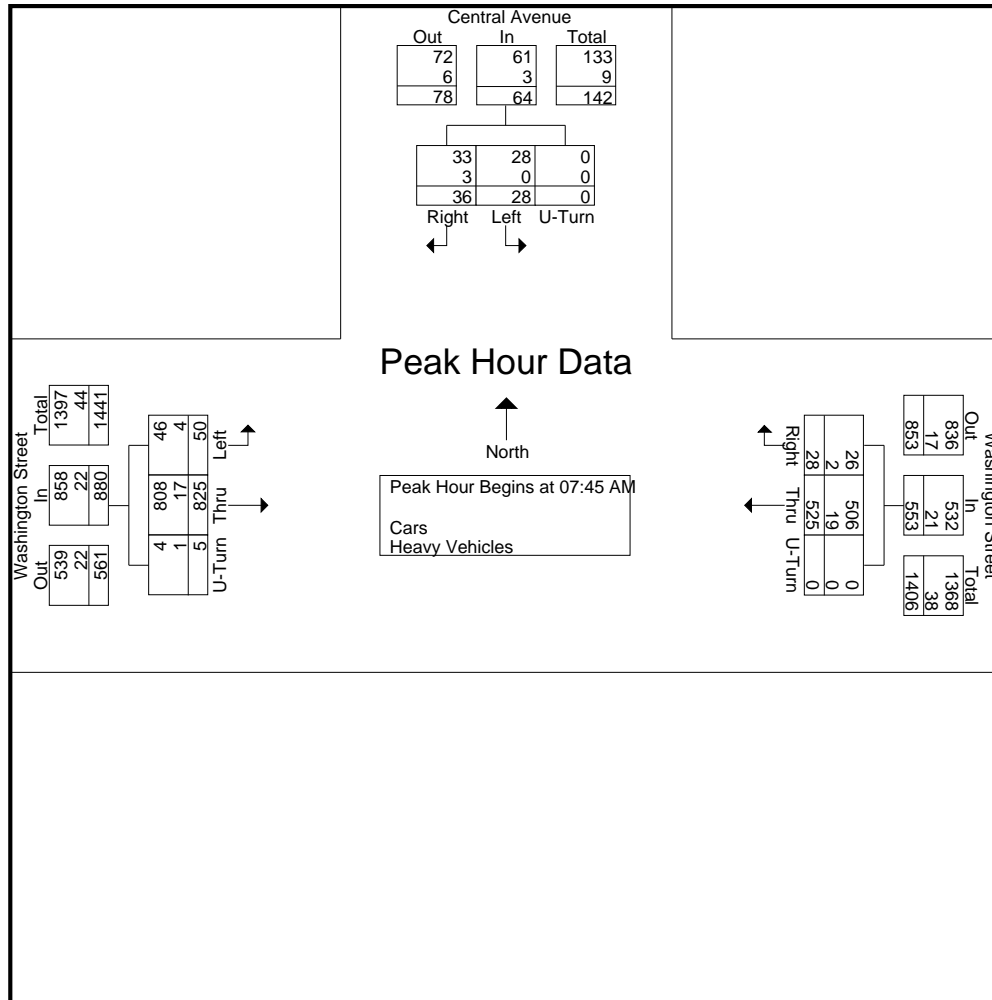 Central Avenue
Out In Total
72 61 133
6 3 9
78 64 142
33 28 0
3 0 0
36 28 0
Right Left U-Turn
Peak Hour Data
North
Peak Hour Begins at 07:45 AM
Cars
Heavy Vehicles
Washington Street
Out In Total
539 858 1397
22 22 44
561 880 1441
4 808 46
1 17 4
5 825 50
U-Turn Thru Left
Washington Street
Out In Total
836 532 1368
17 21 38
853 553 1406
26 506 0
2 19 0
28 525 0
Right Thru U-Turn